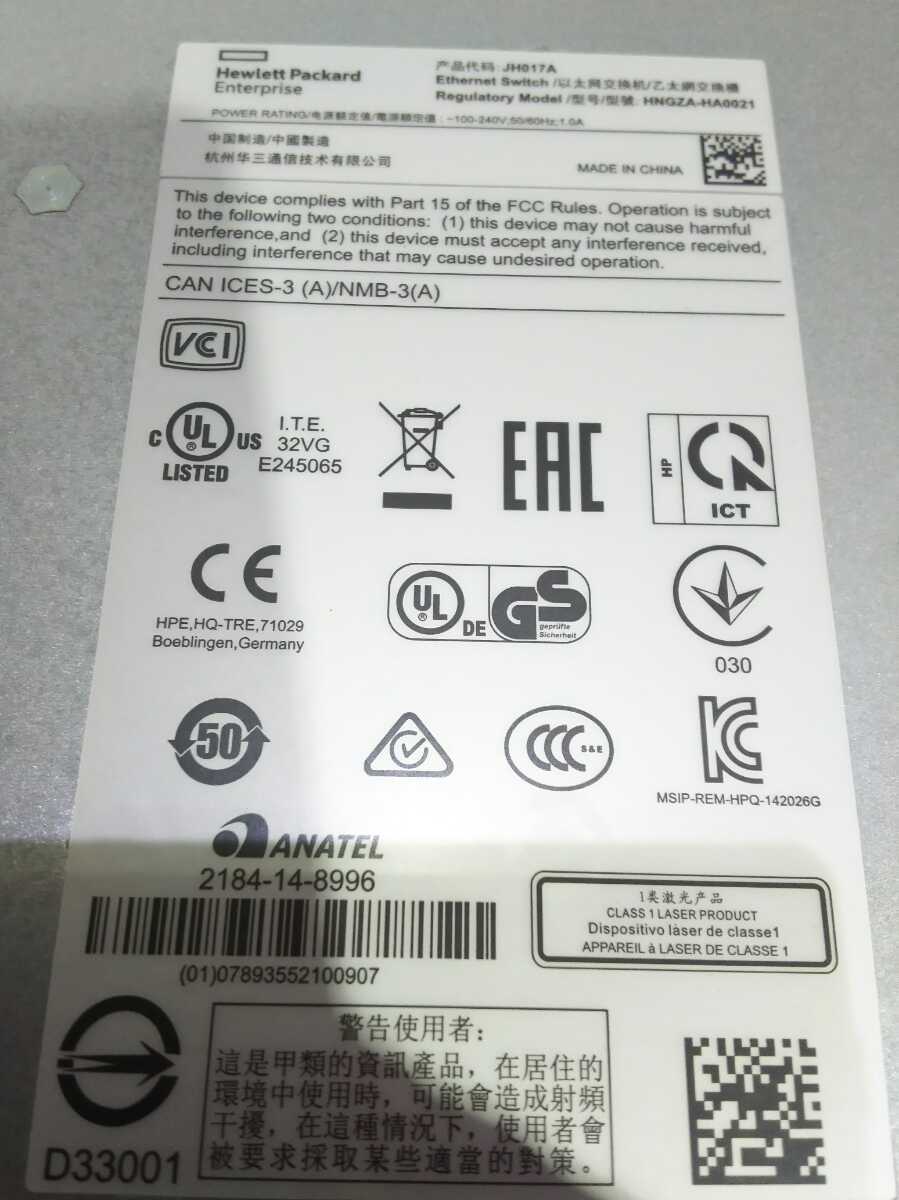 Hewlett Packard
Enterprise
产品代码: JH017A
Ethernet Switch /以太网交换机/乙太網交換機
Regulatory Model /型号/型號: HNGZA-HA0021
POWER RATING/电源额定值/電源額定值 : ~100-240V;50/60Hz;1.0A
中国制造/中國製造
杭州华三通信技术有限公司
MADE IN CHINA
This device complies with Part 15 of the FCC Rules. Operation is subject
to the following two conditions: (1) this device may not cause harmful
interference,and (2) this device must accept any interference received,
including interference that may cause undesired operation.
CAN ICES-3 (A)/NMB-3(A)
VCI
C UL US
®
LISTED
I.T.E.
32VG
E245065
EAC
HP
ICT
CE
HPE,HQ-TRE,71029
Boeblingen,Germany
UL
®
DE
GS
geprüfte
Sicherheit
030
50
CCC S&E
KC
MSIP-REM-HPQ-142026G
ANATEL
2184-14-8996
(01)07893552100907
1类激光产品
CLASS 1 LASER PRODUCT
Dispositivo làser de classe1
APPAREIL à LASER DE CLASSE 1
D33001
警告使用者:
這是甲類的資訊產品，在居住的
環境中使用時，可能會造成射頻
干擾，在這種情況下，使用者會
被要求採取某些適當的對策。